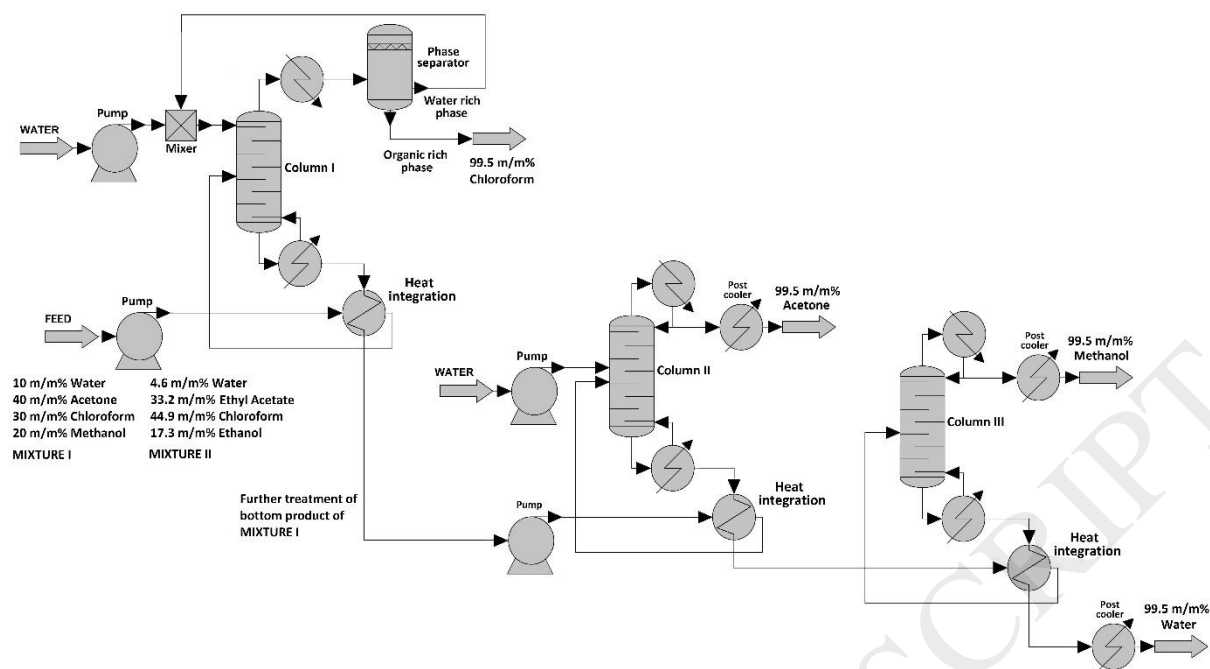 Phase
separator
Water rich
phase
Organic rich
phase
99.5 m/m%
Chloroform
Pump
WATER
Mixer
Column I
Heat
integration
Pump
FEED
10 m/m% Water
40 m/m% Acetone
30 m/m% Chloroform
20 m/m% Methanol
MIXTURE I
4.6 m/m% Water
33.2 m/m% Ethyl Acetate
44.9 m/m% Chloroform
17.3 m/m% Ethanol
MIXTURE II
Further treatment of
bottom product of
MIXTURE I
Pump
WATER
Column II
Post
cooler
99.5 m/m%
Acetone
Pump
Heat
integration
Column III
Post
cooler
99.5 m/m%
Methanol
Heat
integration
Post
cooler
99.5 m/m%
Water
SCRIPT